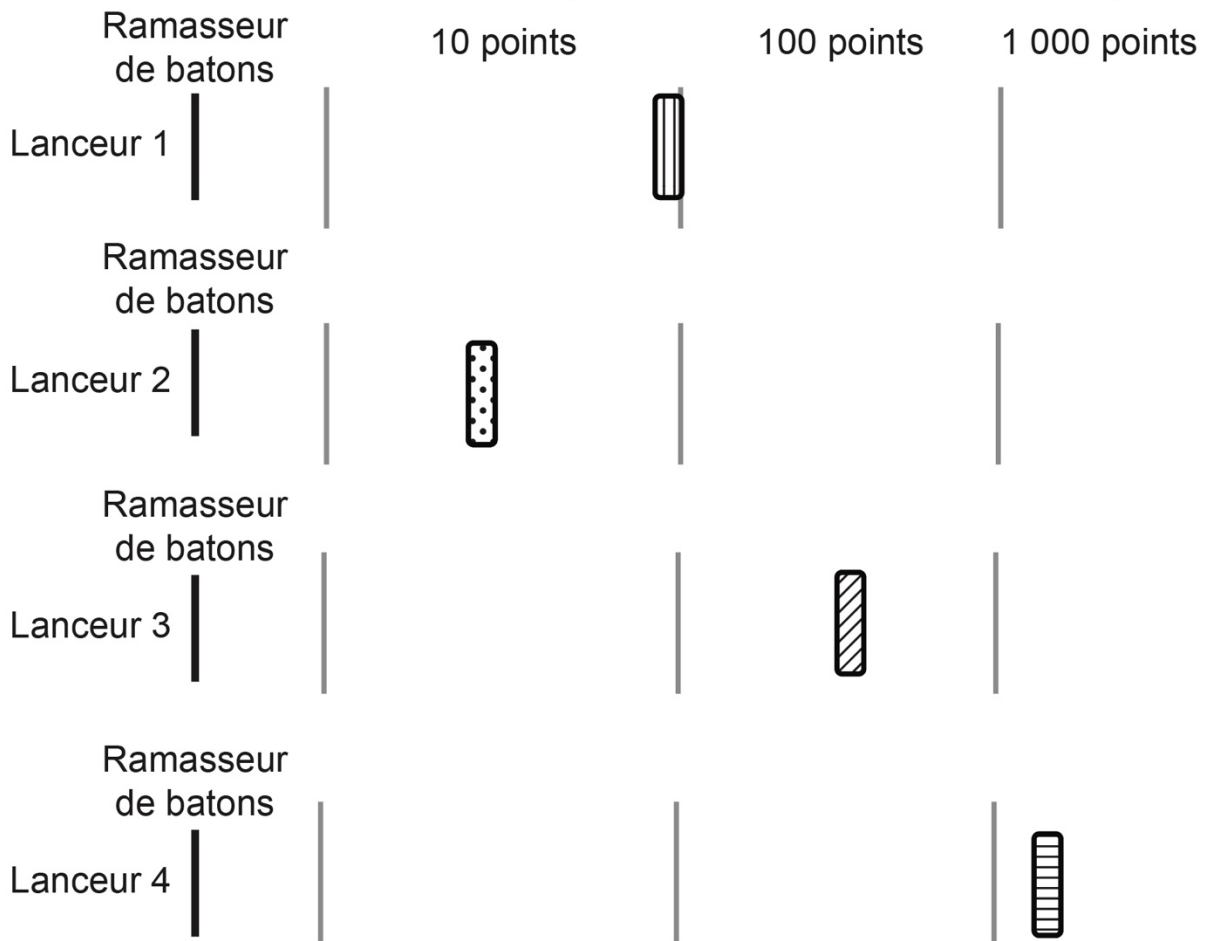 Ramasseur
de batons
10 points
100 points
1 000 points
Lanceur 1
Ramasseur
de batons
Lanceur 2
Ramasseur
de batons
Lanceur 3
Ramasseur
de batons
Lanceur 4